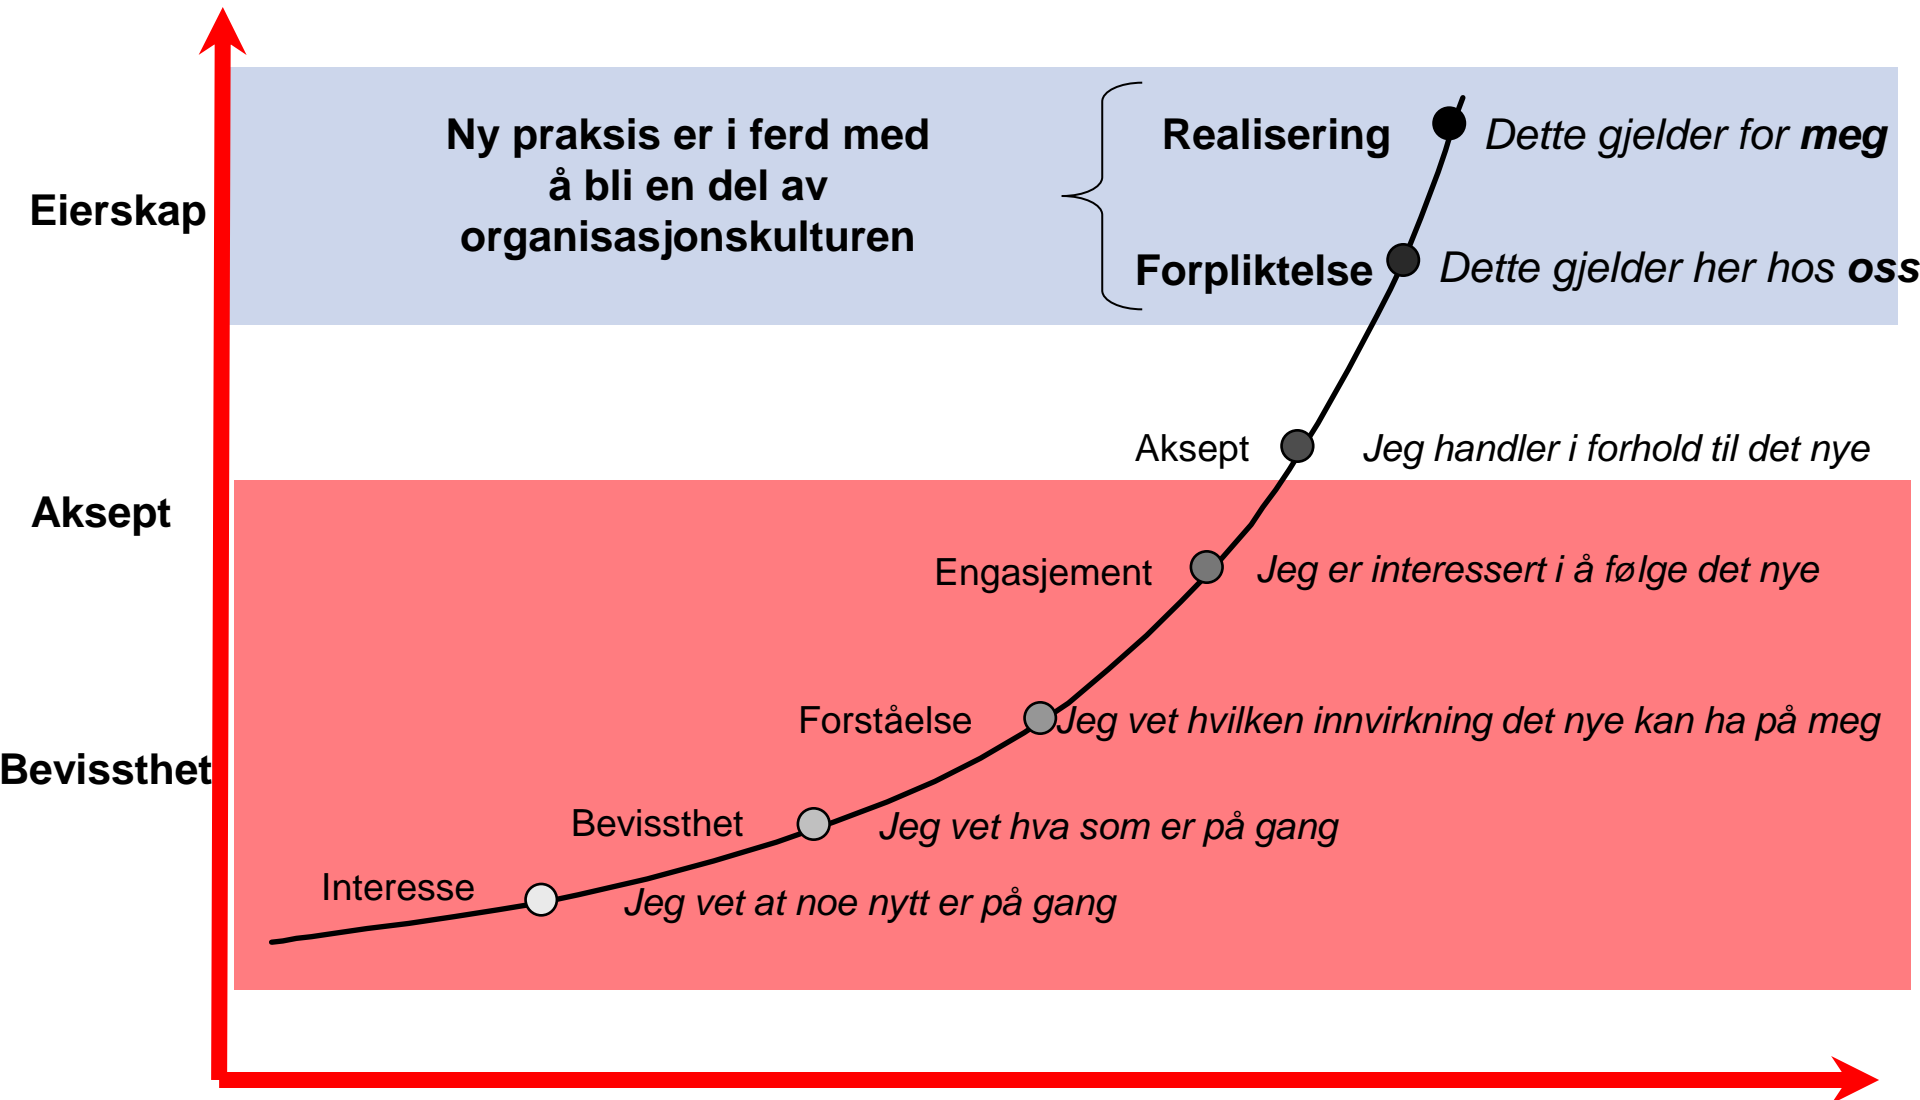 Ny praksis er i ferd med
å bli en del av
organisasjonskulturen
Realisering
Dette gjelder for meg
Eierskap
Forpliktelse
Dette gjelder her hos oss
Aksept
Jeg handler i forhold til det nye
Aksept
Engasjement
Jeg er interessert i å følge det nye
Forståelse
Jeg vet hvilken innvirkning det nye kan ha på meg
Bevissthet
Bevissthet
Jeg vet hva som er på gang
Interesse
Jeg vet at noe nytt er på gang